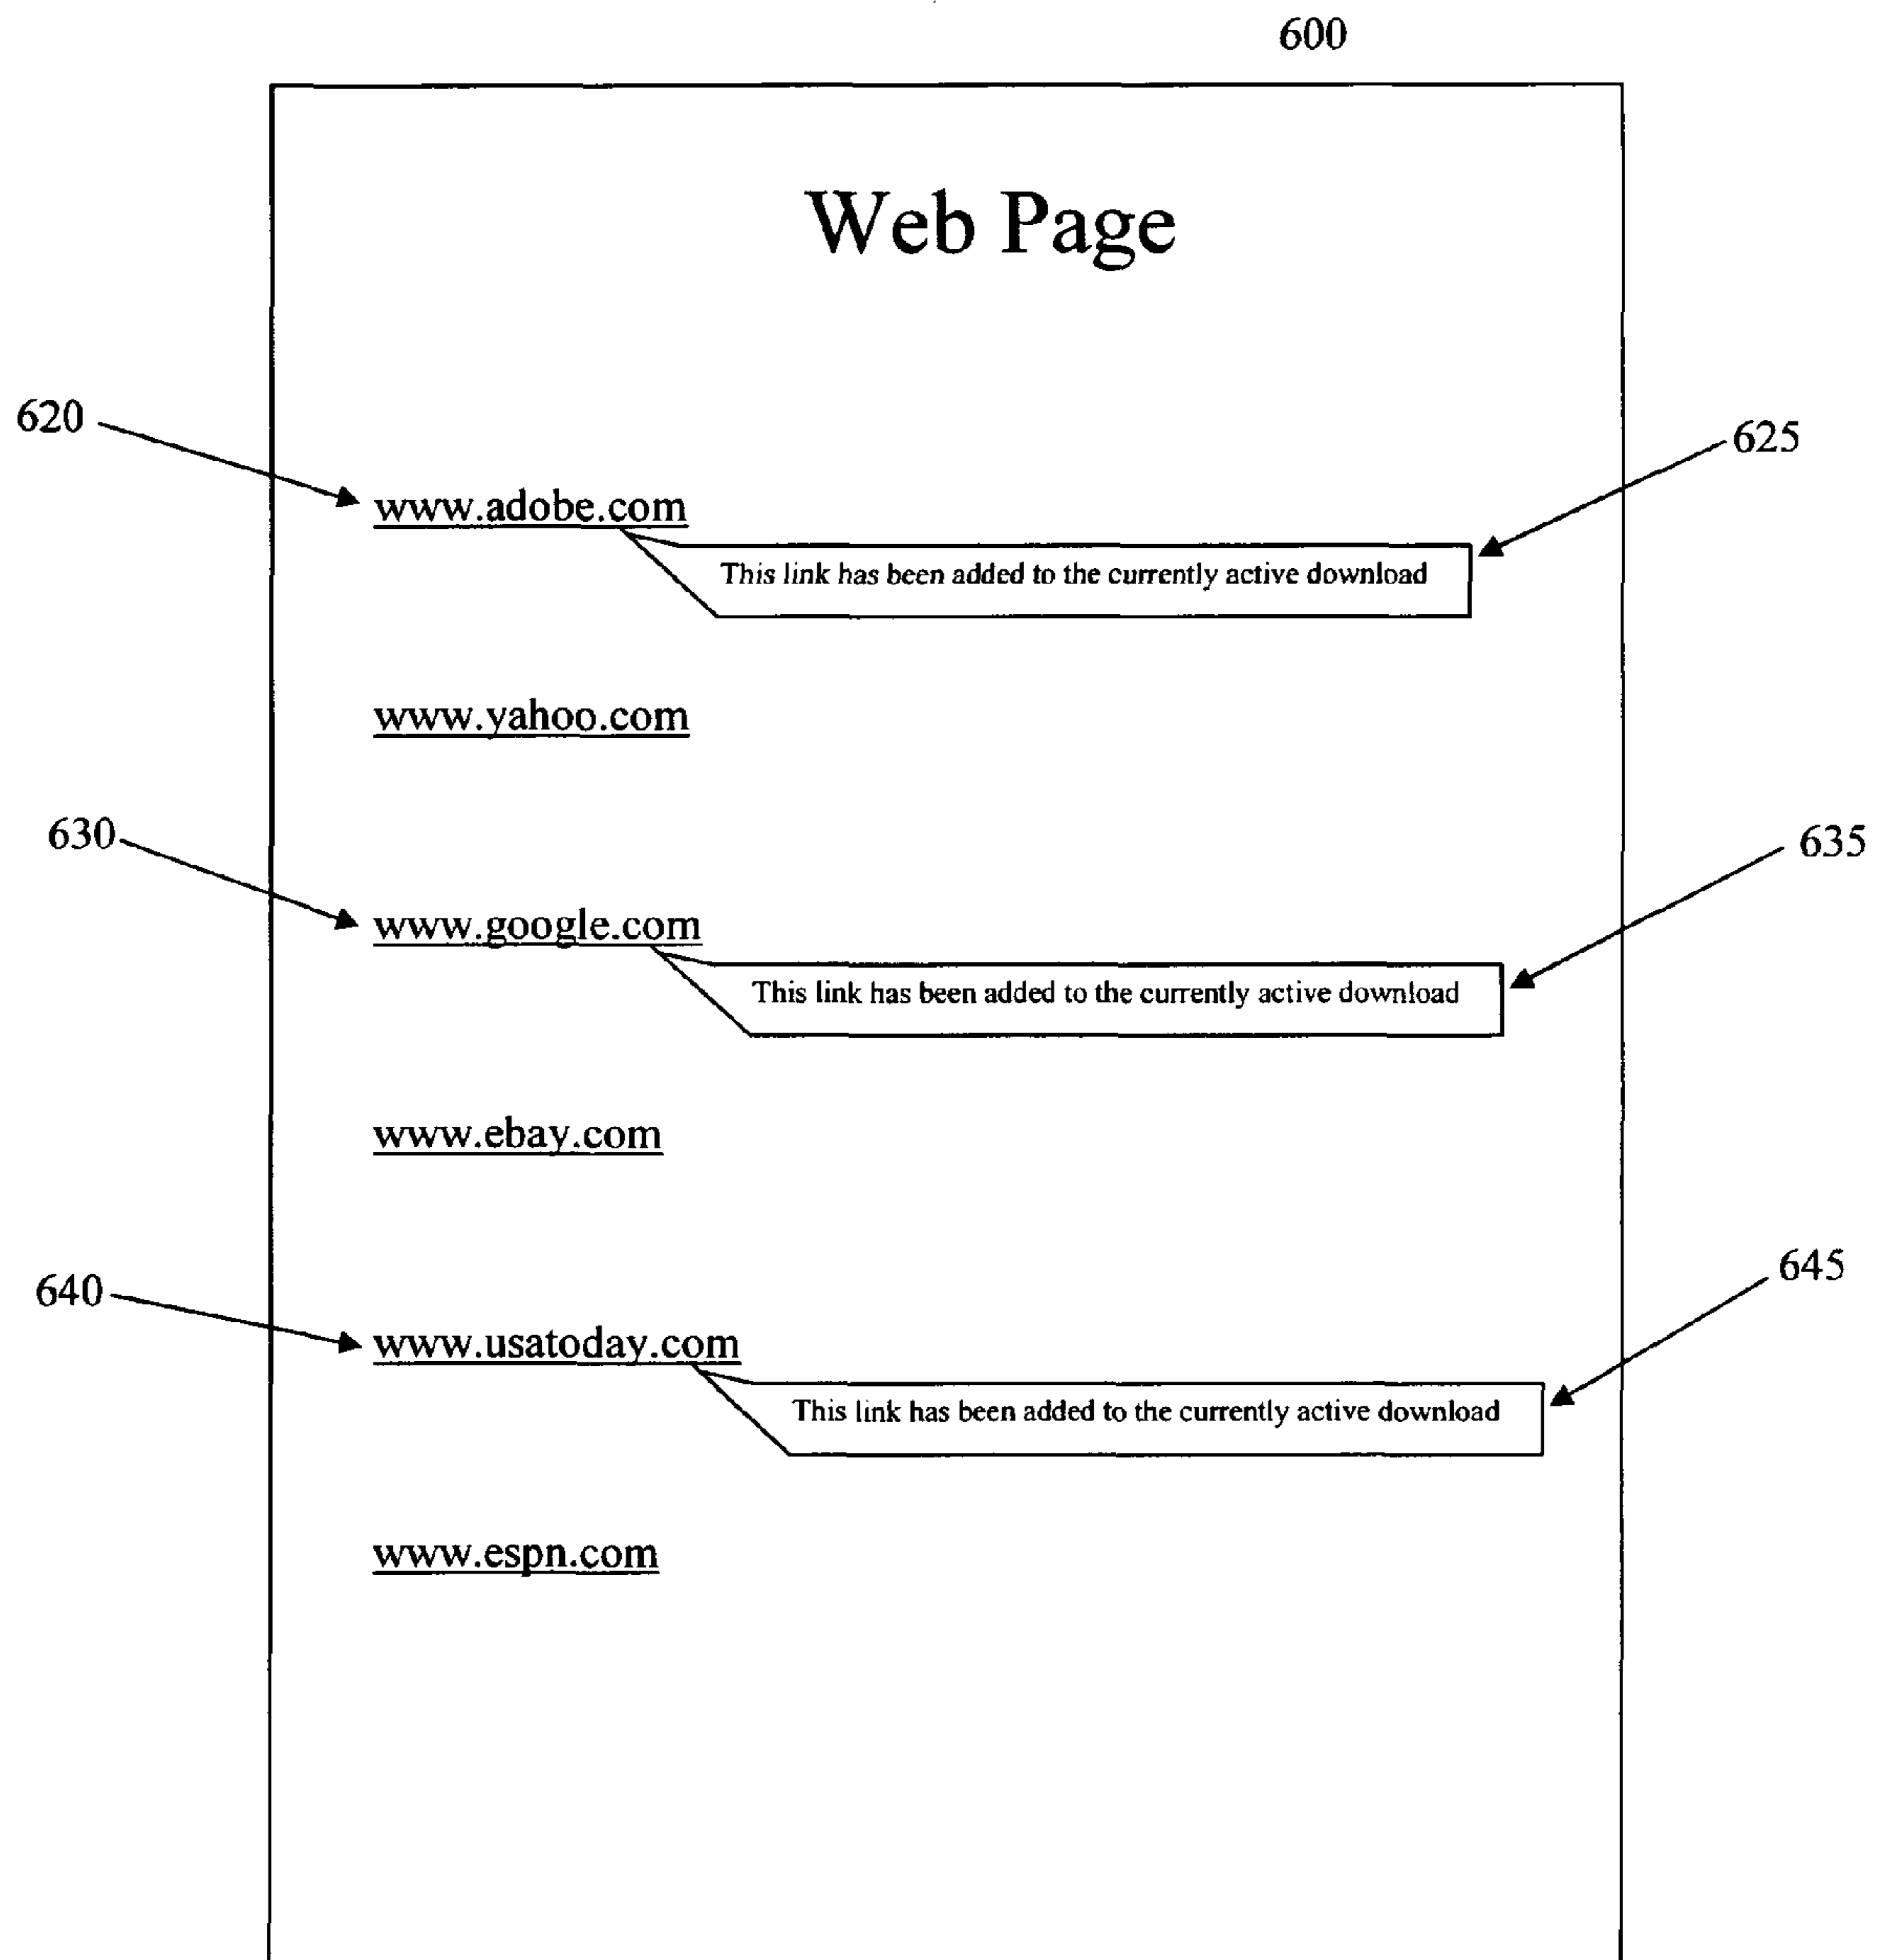 600
Web Page
620
625
www.adobe.com
This link has been added to the currently active download
www.yahoo.com
630
635
www.google.com
This link has been added to the currently active download
www.ebay.com
640
645
www.usatoday.com
This link has been added to the currently active download
www.espn.com